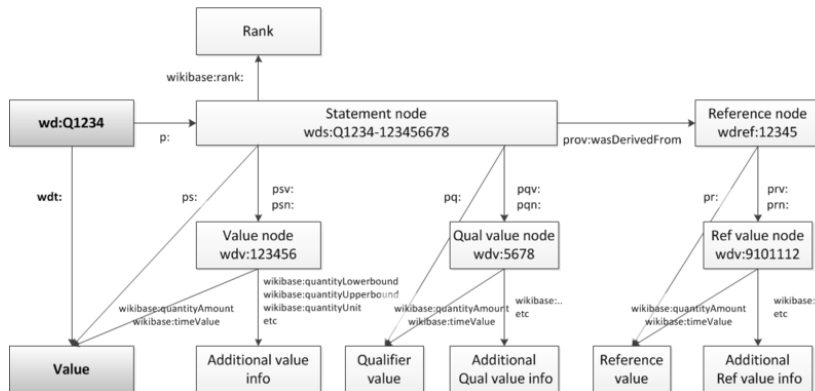 Rank
wikibase:rank:
wd:Q1234
p:
Statement node
wds:Q1234-123456678
prov:wasDerivedFrom
Reference node
wdref:12345
wdt:
ps:
psv:
psn:
pq:
pqv:
pqn:
pr:
prv:
prn:
Value node
wdv:123456
Qual value node
wdv:5678
Ref value node
wdv:9101112
wikibase:quantityLowerbound
wikibase:quantityUpperbound
wikibase:quantityUnit
etc
wikibase:quantityAmount
wikibase:timeValue
wikibase:..
etc
wikibase:quantityAmount
wikibase:timeValue
wikibase:
etc
wikibase:quantityAmount
wikibase:timeValue
Value
Additional value
info
Qualifier
value
Additional
Qual value info
Reference
value
Additional
Ref value info